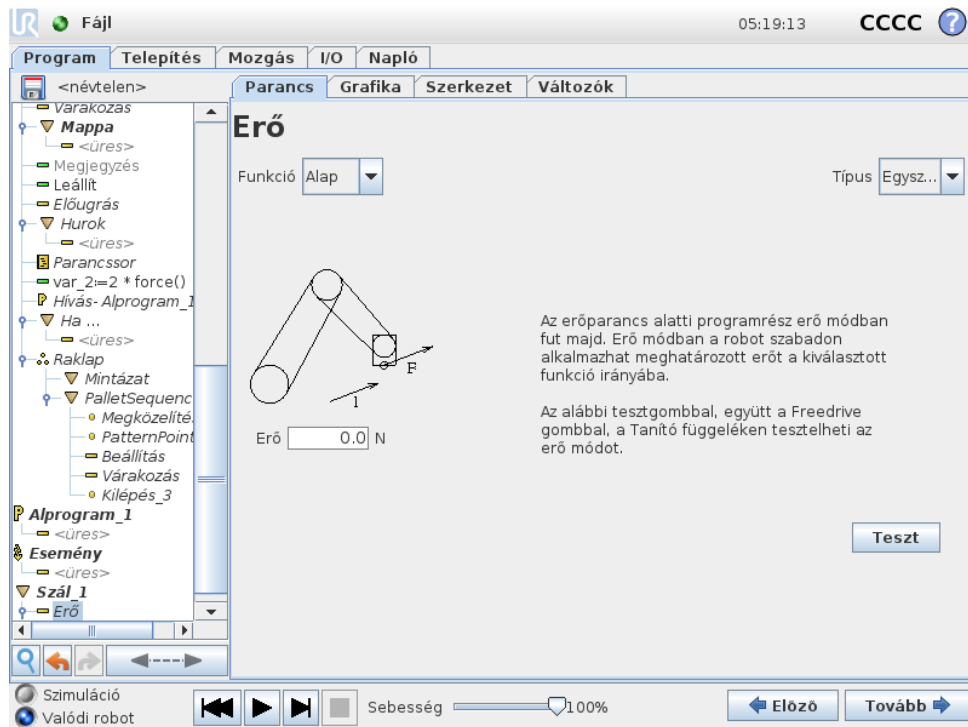 UR Fájl 05:19:13 CCCC ?
Program Telepítés Mozgás I/O Napló
<névtelen>
Parancs Grafika Szerkezet Változók
Várakozás
Mappa
<üres>
Megjegyzés
Leállít
Előugrás
Hurok
<üres>
Parancssor
var_2:=2 * force()
P Hívás- Alprogram_1
Ha ...
<üres>
Raklap
Mintázat
PalletSequenc
Megközelíté
PatternPoint
Beállítás
Várakozás
Kilépés_3
P Alprogram_1
<üres>
Esemény
<üres>
Szál_1
Erő
Erő
Funkció Alap
Típus Egysz...
F
1
Erő 0.0 N
Az erőparancs alatti programrész erő módban
fut majd. Erő módban a robot szabadon
alkalmazhat meghatározott erőt a kiválasztott
funkció irányába.
Az alábbi tesztgombbal, együtt a Freedrive
gombbal, a Tanító függeléken tesztelheti az
erő módot.
Teszt
Szimuláció
Valódi robot
Sebesség 100%
Előző
Tovább